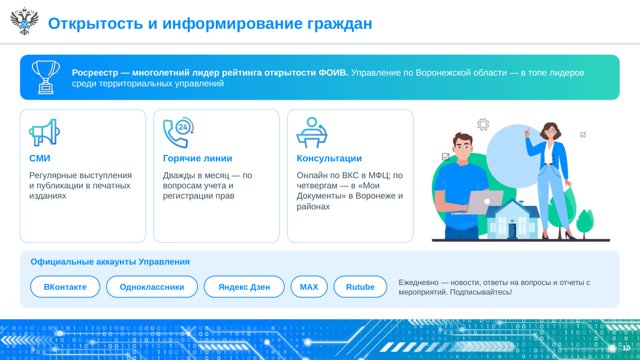 Открытость и информирование граждан
Росреестр — многолетний лидер рейтинга открытости ФОИВ. Управление по Воронежской области — в топе лидеров
среди территориальных управлений
24
СМИ
Регулярные выступления
и публикации в печатных
изданиях
Горячие линии
Дважды в месяц — по
вопросам учета и
регистрации прав
Консультации
Онлайн по ВКС в МФЦ; по
четвергам — в «Мои
Документы» в Воронеже и
районах
Официальные аккаунты Управления
ВКонтакте
Одноклассники
Яндекс Дзен
MAX
Rutube
Ежедневно — новости, ответы на вопросы и отчеты с
мероприятий. Подписывайтесь!
10